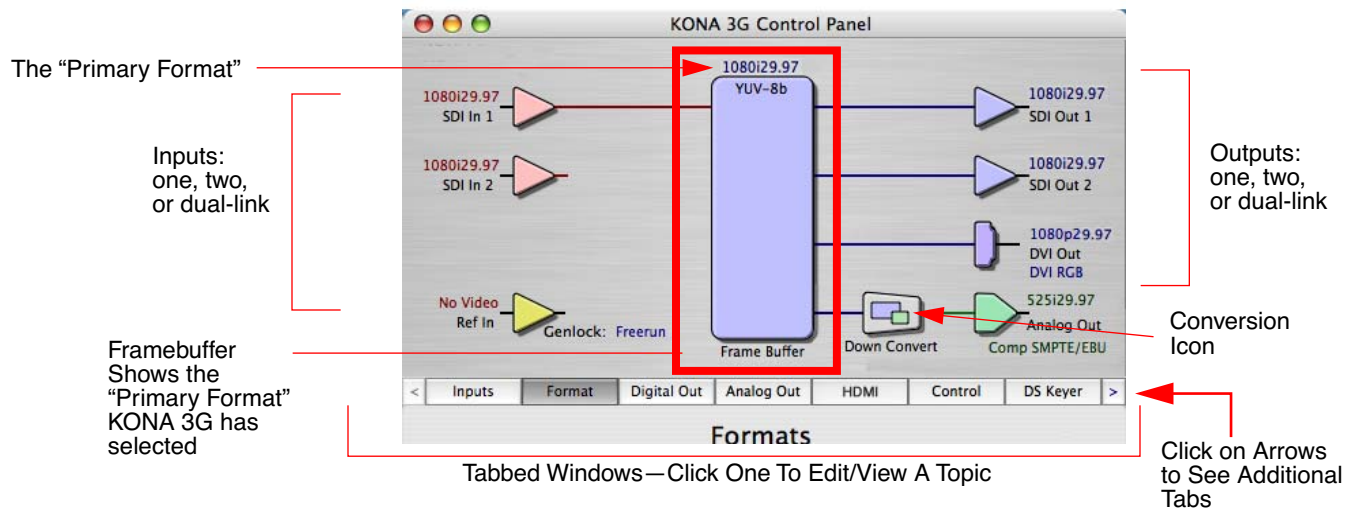 KONA 3G Control Panel
The “Primary Format”
1080i29.97
YUV-8b
1080i29.97
SDI In 1
1080i29.97
SDI Out 1
Inputs:
one, two,
or dual-link
1080i29.97
SDI In 2
1080i29.97
SDI Out 2
Outputs:
one, two,
or dual-link
1080p29.97
DVI Out
DVI RGB
No Video
Ref In
Genlock: Freerun
525i29.97
Analog Out
Comp SMPTE/EBU
Down Convert
Frame Buffer
Conversion
Icon
Framebuffer
Shows the
“Primary Format”
KONA 3G has
selected
< Inputs Format Digital Out Analog Out HDMI Control DS Keyer >
Formats
Tabbed Windows—Click One To Edit/View A Topic
Click on Arrows
to See Additional
Tabs